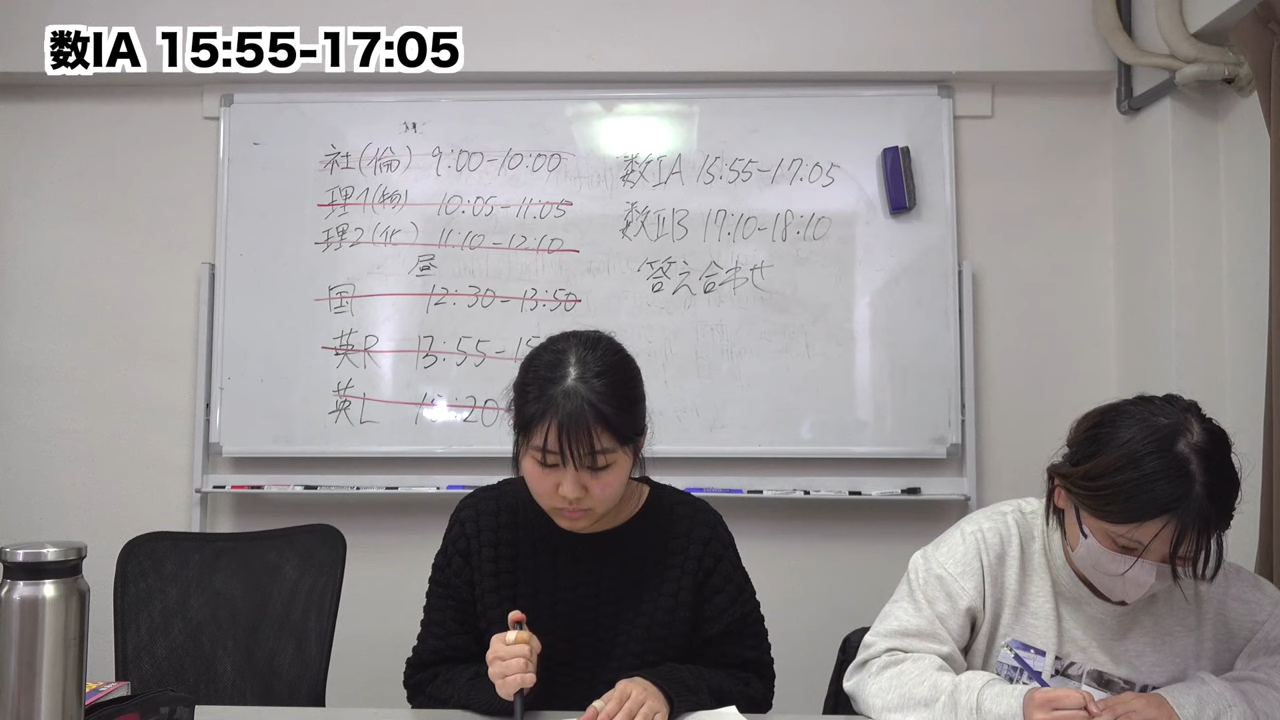 数IA 15:55-17:05
社(倫) 9:00-10:00
理1(物) 10:05-11:05
理2(化) 11:10-12:10
昼
国 12:30-13:50
英R 13:55-15
英L 15:20
数IA 15:55-17:05
数IIB 17:10-18:10
答え合わせ